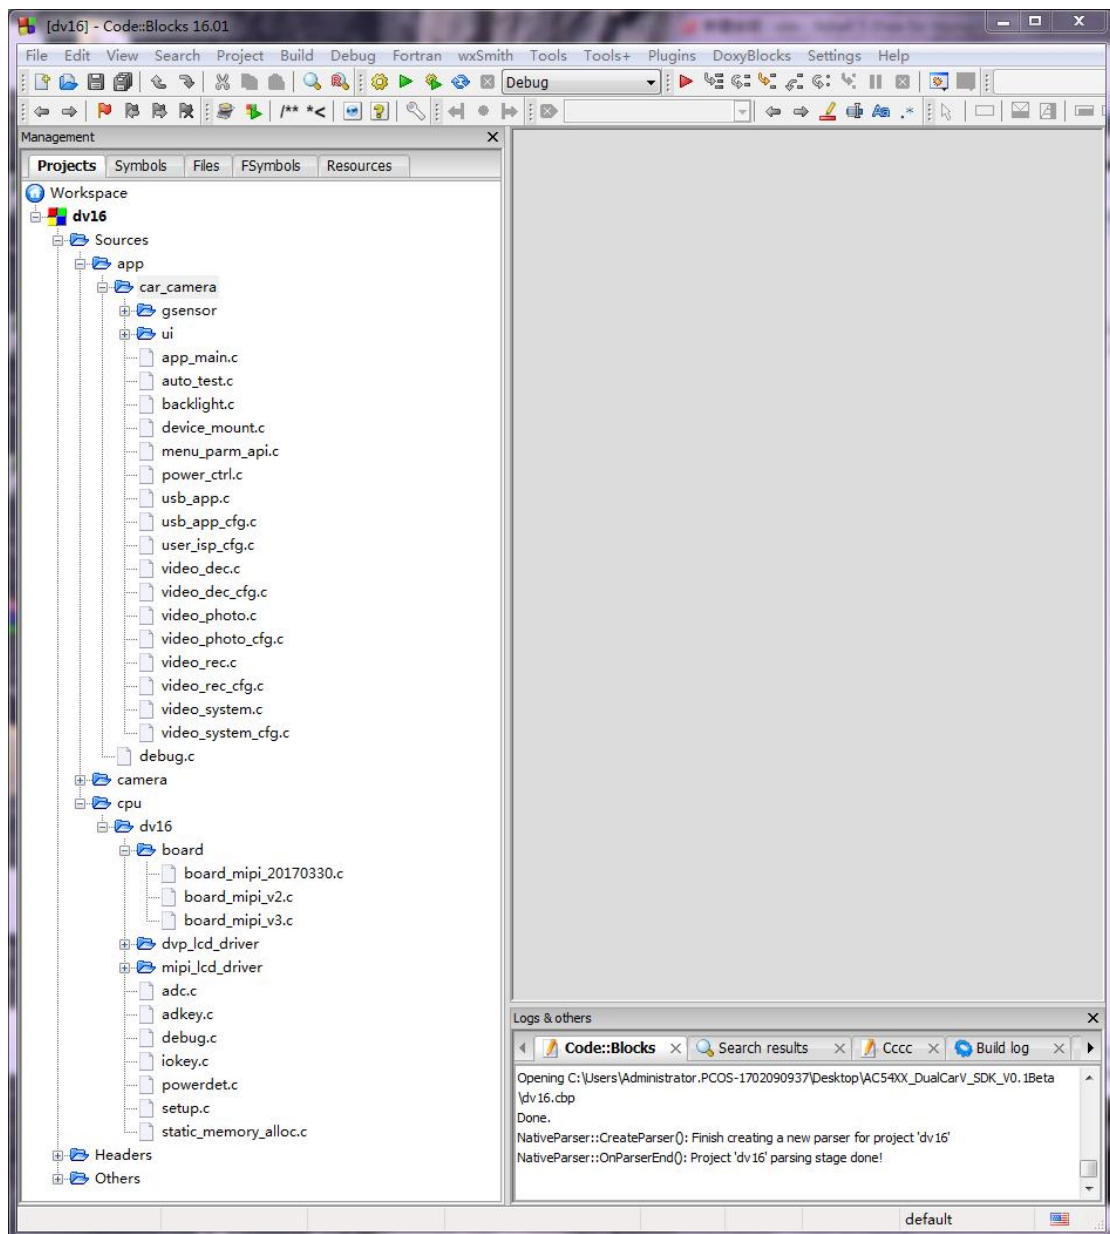 [dv16] - Code::Blocks 16.01
File Edit View Search Project Build Debug Fortran wxSmith Tools Tools+ Plugins DoxyBlocks Settings Help
Debug
/** *<
Management
Projects Symbols Files FSymbols Resources
Workspace
dv16
Sources
app
car_camera
gsensor
ui
app_main.c
auto_test.c
backlight.c
device_mount.c
menu_parm_api.c
power_ctrl.c
usb_app.c
usb_app_cfg.c
user_isp_cfg.c
video_dec.c
video_dec_cfg.c
video_photo.c
video_photo_cfg.c
video_rec.c
video_rec_cfg.c
video_system.c
video_system_cfg.c
debug.c
camera
cpu
dv16
board
board_mipi_20170330.c
board_mipi_v2.c
board_mipi_v3.c
dvp_lcd_driver
mipi_lcd_driver
adc.c
adkey.c
debug.c
iokey.c
powerdet.c
setup.c
static_memory_alloc.c
Headers
Others
Logs & others
Code::Blocks Search results Cccc Build log
Opening C:\Users\Administrator.PCOS-1702090937\Desktop\AC54XX_DualCarV_SDK_V0.1Beta
\dv16.cbp
Done.
NativeParser::CreateParser(): Finish creating a new parser for project 'dv16'
NativeParser::OnParserEnd(): Project 'dv16' parsing stage done!
default